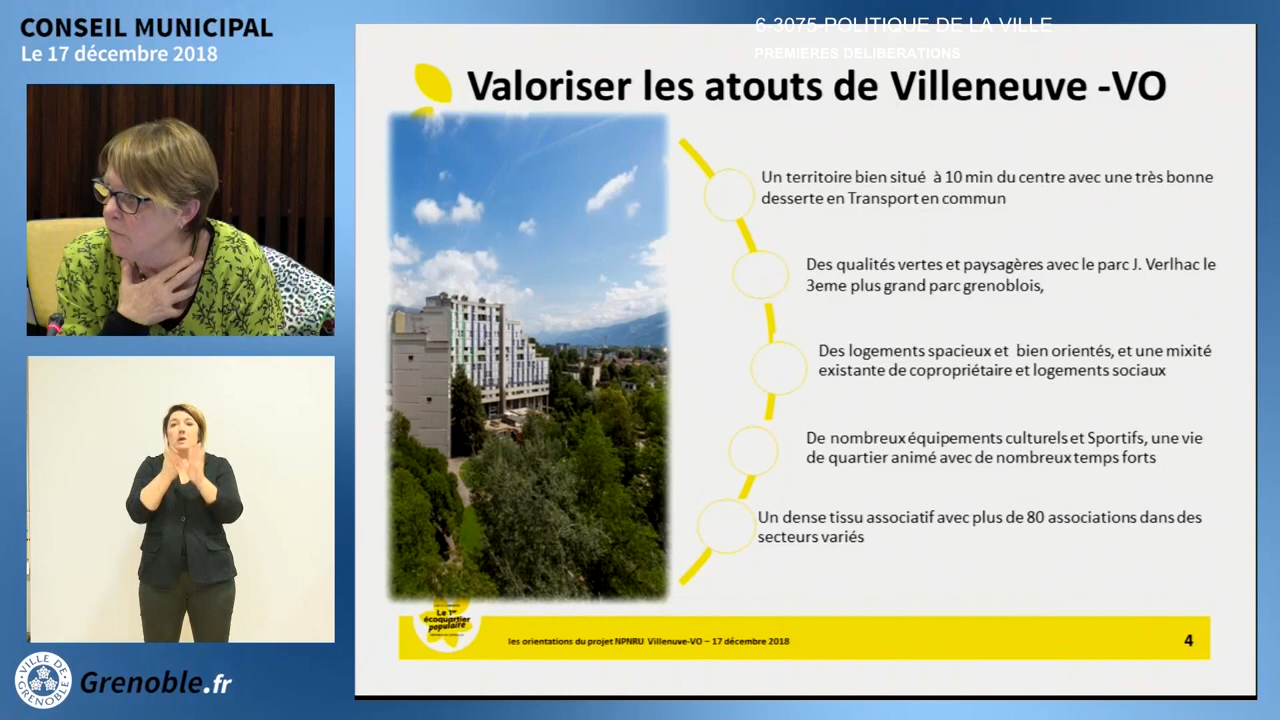 CONSEIL MUNICIPAL
Le 17 décembre 2018
6-3075-POLITIQUE DE LA VILLE
PREMIERES DELIBERATIONS
Valoriser les atouts de Villeneuve -VO
Un territoire bien situé à 10 min du centre avec une très bonne
desserte en Transport en commun
Des qualités vertes et paysagères avec le parc J. Verlhac le
3eme plus grand parc grenoblois,
Des logements spacieux et bien orientés, et une mixité
existante de copropriétaire et logements sociaux
De nombreux équipements culturels et Sportifs, une vie
de quartier animé avec de nombreux temps forts
Un dense tissu associatif avec plus de 80 associations dans des
secteurs variés
Le 1er
écoquartier
populaire
les orientations du projet NPNRU Villenuve-VO – 17 décembre 2018
4
VILLE DE
GRENOBLE
Grenoble.fr